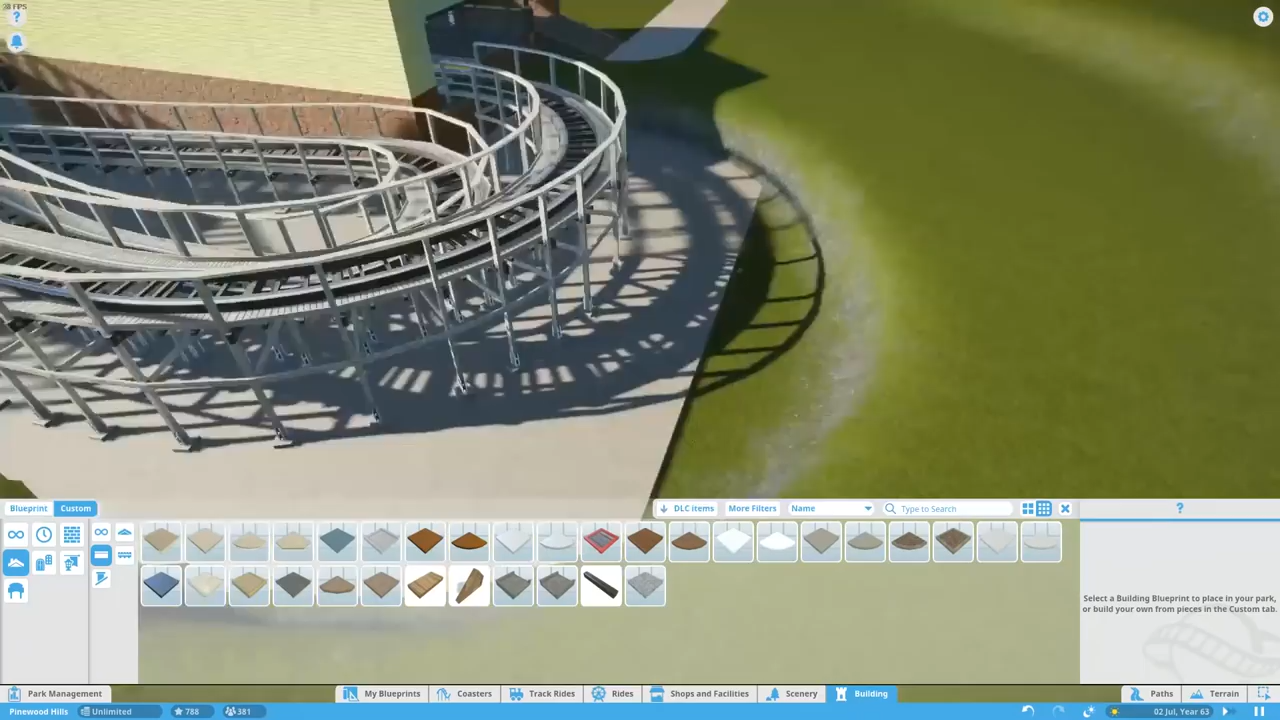 28 FPS
Blueprint Custom DLC items More Filters Name Type to Search
Select a Building Blueprint to place in your park,
or build your own from pieces in the Custom tab.
Park Management My Blueprints Coasters Track Rides Rides Shops and Facilities Scenery Building Paths Terrain
Pinewood Hills Unlimited 788 381 02 Jul, Year 63